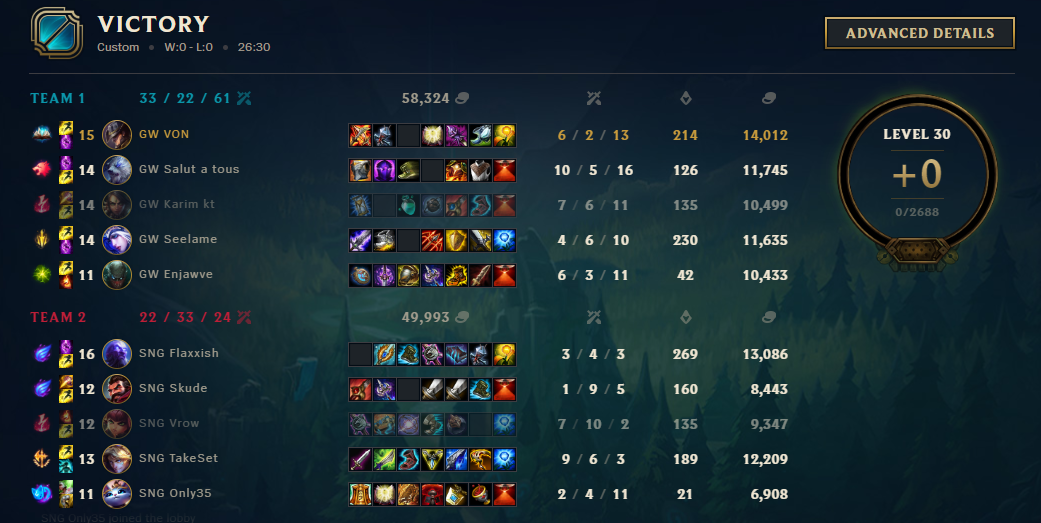 VICTORY
Custom • W:0 - L:0 • 26:30
ADVANCED DETAILS
TEAM 1 33 / 22 / 61 58,324
15 GW VON 6 / 2 / 13 214 14,012
14 GW Salut a tous 10 / 5 / 16 126 11,745
14 GW Karim kt 7 / 6 / 11 135 10,499
14 GW Seelame 4 / 6 / 10 230 11,635
11 GW Enjawve 6 / 3 / 11 42 10,433
LEVEL 30
+0
0/2688
TEAM 2 22 / 33 / 24 49,993
16 SNG Flaxxish 3 / 4 / 3 269 13,086
12 SNG Skude 1 / 9 / 5 160 8,443
12 SNG Vrow 7 / 10 / 2 135 9,347
13 SNG TakeSet 9 / 6 / 3 189 12,209
11 SNG Only35 2 / 4 / 11 21 6,908
SNG Only35 joined the lobby